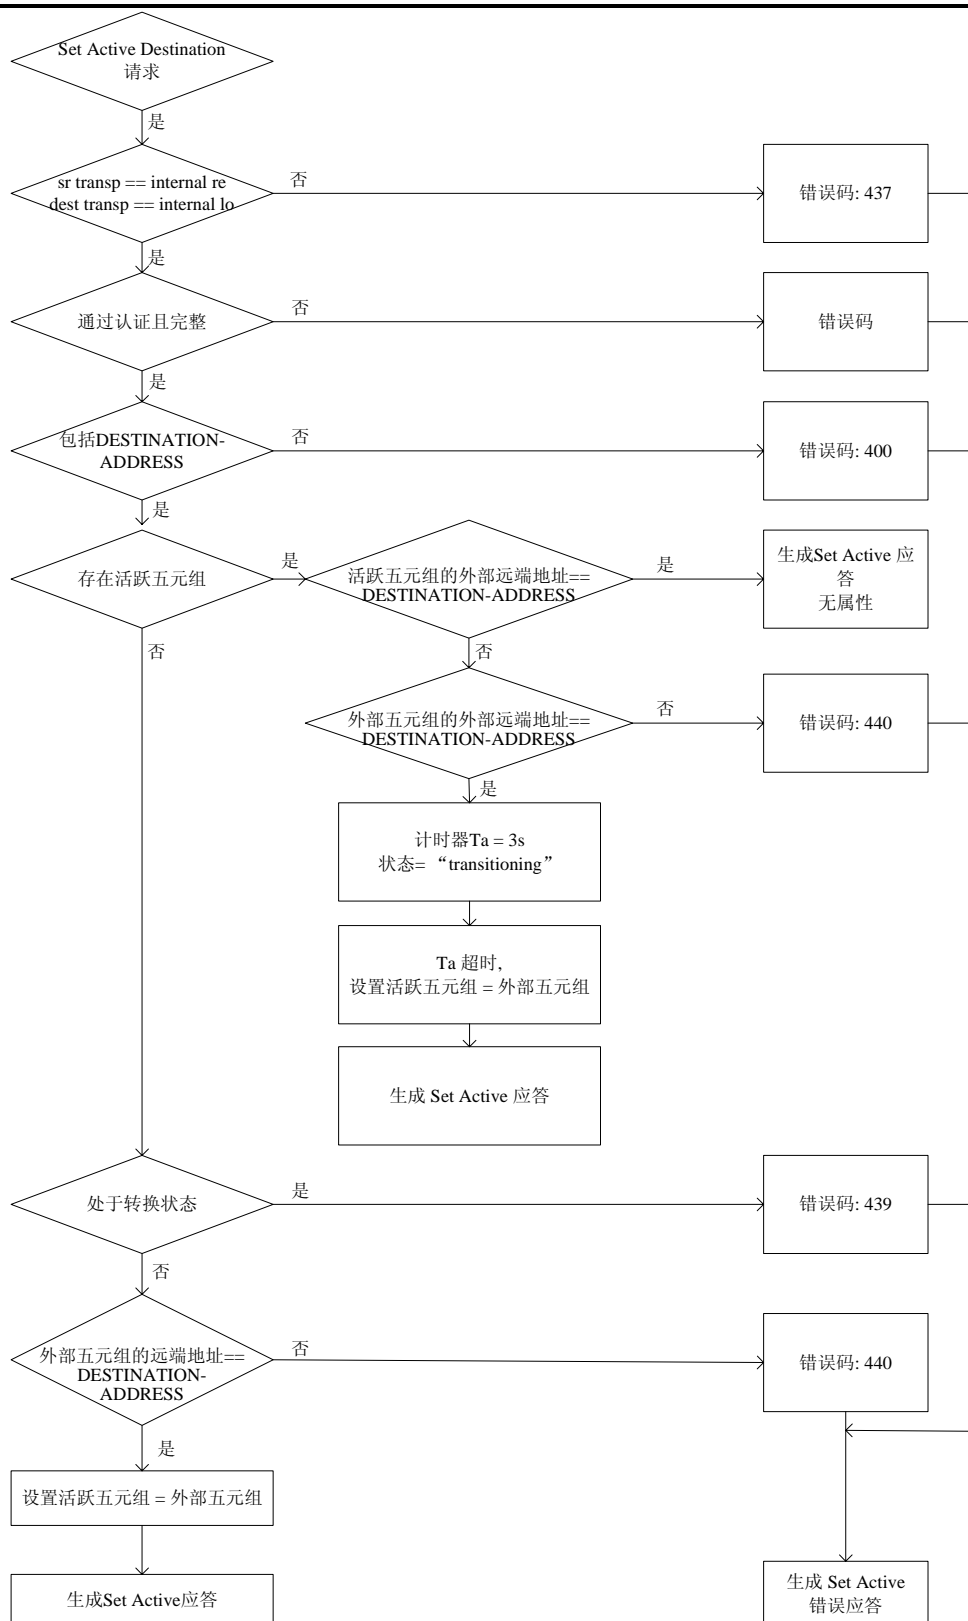 Set Active Destination
请求
是
sr transp == internal re
dest transp == internal lo
否
错误码: 437
是
通过认证且完整
否
错误码
是
包括DESTINATION-
ADDRESS
否
错误码: 400
是
存在活跃五元组
是
活跃五元组的外部远端地址==
DESTINATION-ADDRESS
是
生成Set Active 应
答
无属性
否
否
外部五元组的外部远端地址==
DESTINATION-ADDRESS
否
错误码: 440
是
计时器Ta = 3s
状态= “transitioning”
Ta 超时,
设置活跃五元组 = 外部五元组
生成 Set Active 应答
处于转换状态
是
错误码: 439
否
外部五元组的远端地址==
DESTINATION-
ADDRESS
否
错误码: 440
是
设置活跃五元组 = 外部五元组
生成Set Active应答
生成 Set Active
错误应答